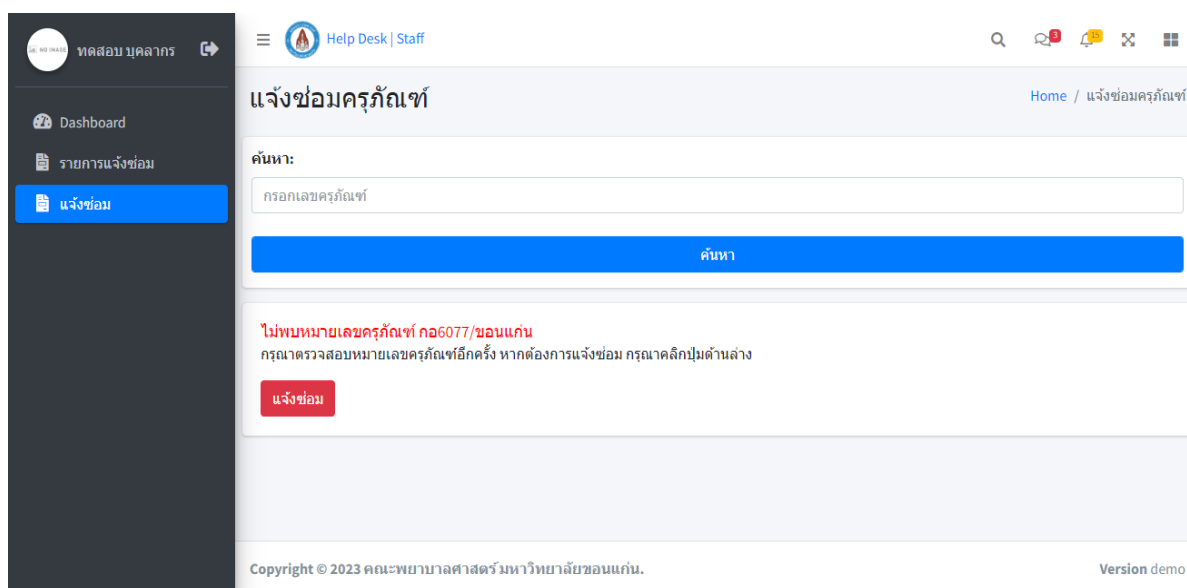 NO IMAGE
ทดสอบ บุคลากร
Help Desk | Staff
3
15
แจ้งซ่อมครุภัณฑ์
Home / แจ้งซ่อมครุภัณฑ์
Dashboard
รายการแจ้งซ่อม
แจ้งซ่อม
ค้นหา:
กรอกเลขครุภัณฑ์
ค้นหา
ไม่พบหมายเลขครุภัณฑ์ กอ6077/ขอนแก่น
กรุณาตรวจสอบหมายเลขครุภัณฑ์อีกครั้ง หากต้องการแจ้งซ่อม กรุณาคลิกปุ่มด้านล่าง
แจ้งซ่อม
Copyright © 2023 คณะพยาบาลศาสตร์ มหาวิทยาลัยขอนแก่น.
Version demo